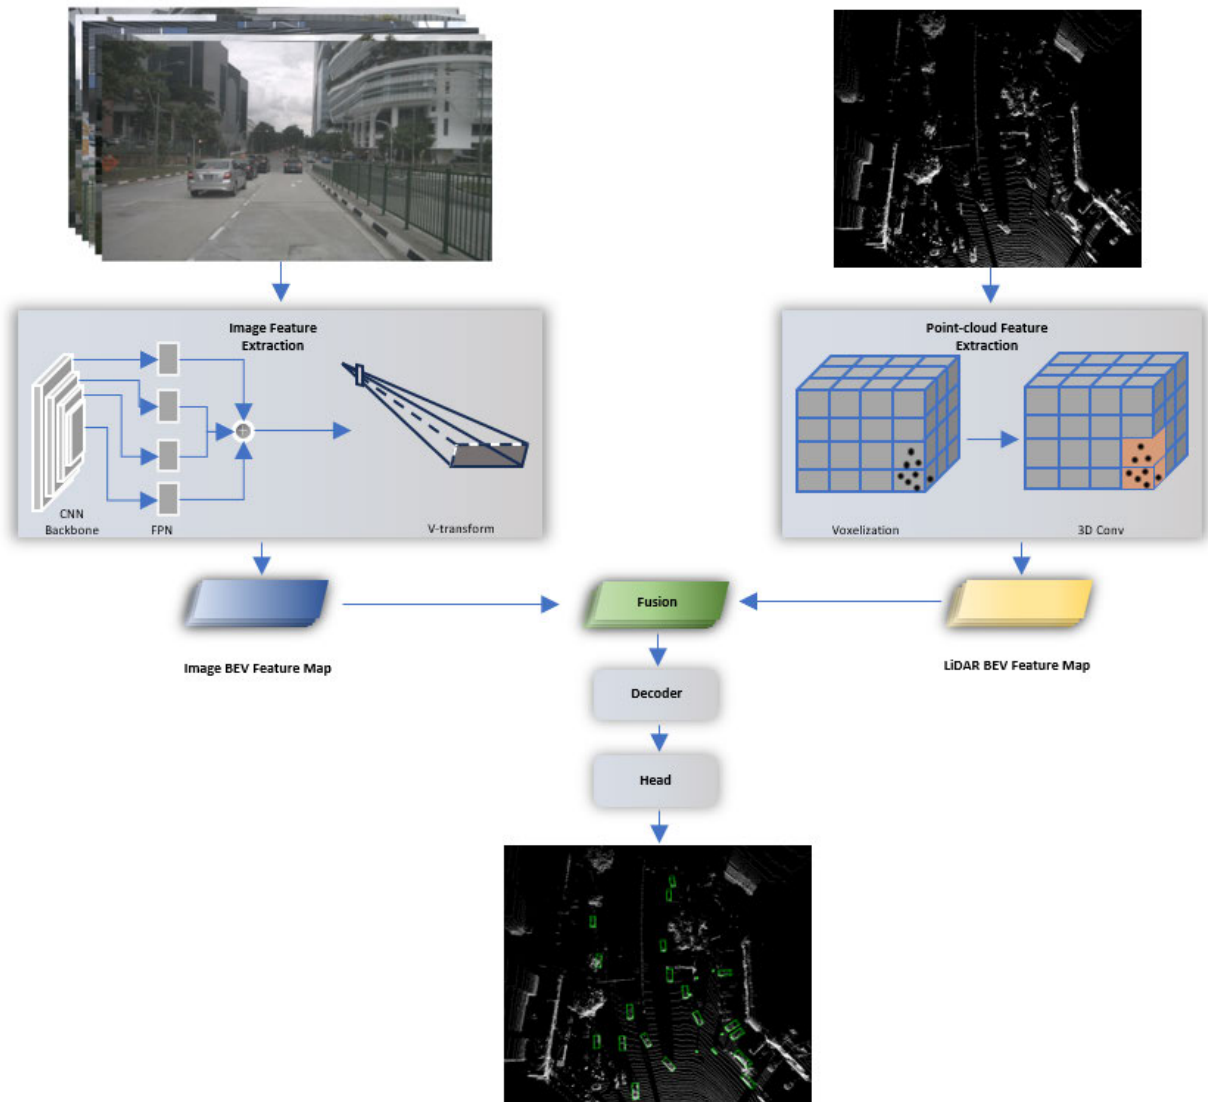 Image Feature
Extraction
CNN
Backbone
FPN
V-transform
Point-cloud Feature
Extraction
Voxelization
3D Conv
Fusion
Image BEV Feature Map
LiDAR BEV Feature Map
Decoder
Head